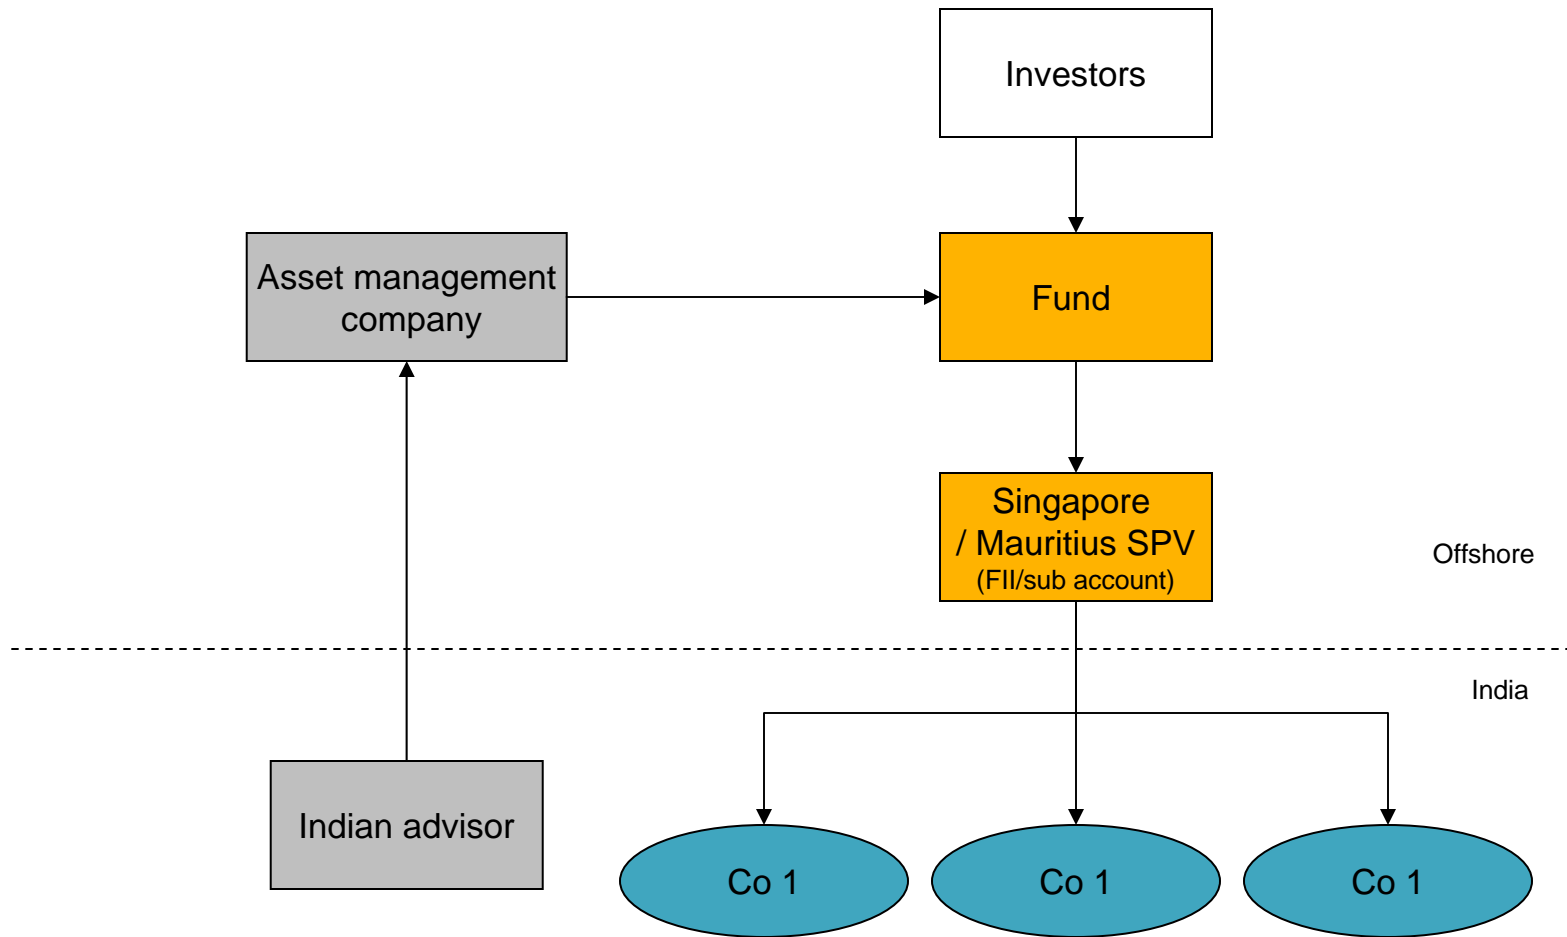 Investors
Asset management
company
Fund
Singapore
/ Mauritius SPV
(FII/sub account)
Offshore
India
Indian advisor
Co 1
Co 1
Co 1